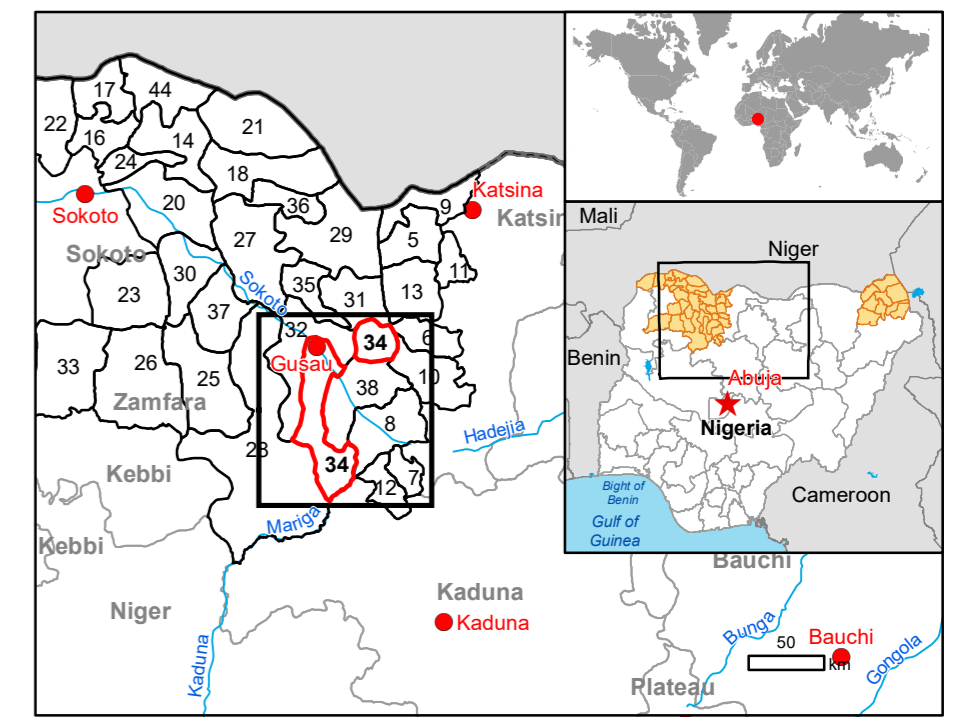 17
44
22
16
21
14
24
18
20
36
9
Katsina
Katsin
Sokoto
Sokoto
27
29
5
11
30
Sokoto
35
31
13
23
37
32
34
6
Gusau
33
26
25
38
10
Zamfara
8
28
Hadejia
34
12
7
Kebbi
Mariga
Kebbi
Niger
Kaduna
Kaduna
Kaduna
Mali
Niger
Benin
Abuja
Nigeria
Bight of
Benin
Gulf of
Guinea
Cameroon
Bauchi
Bunga
50
km
Bauchi
Gongola
Plateau